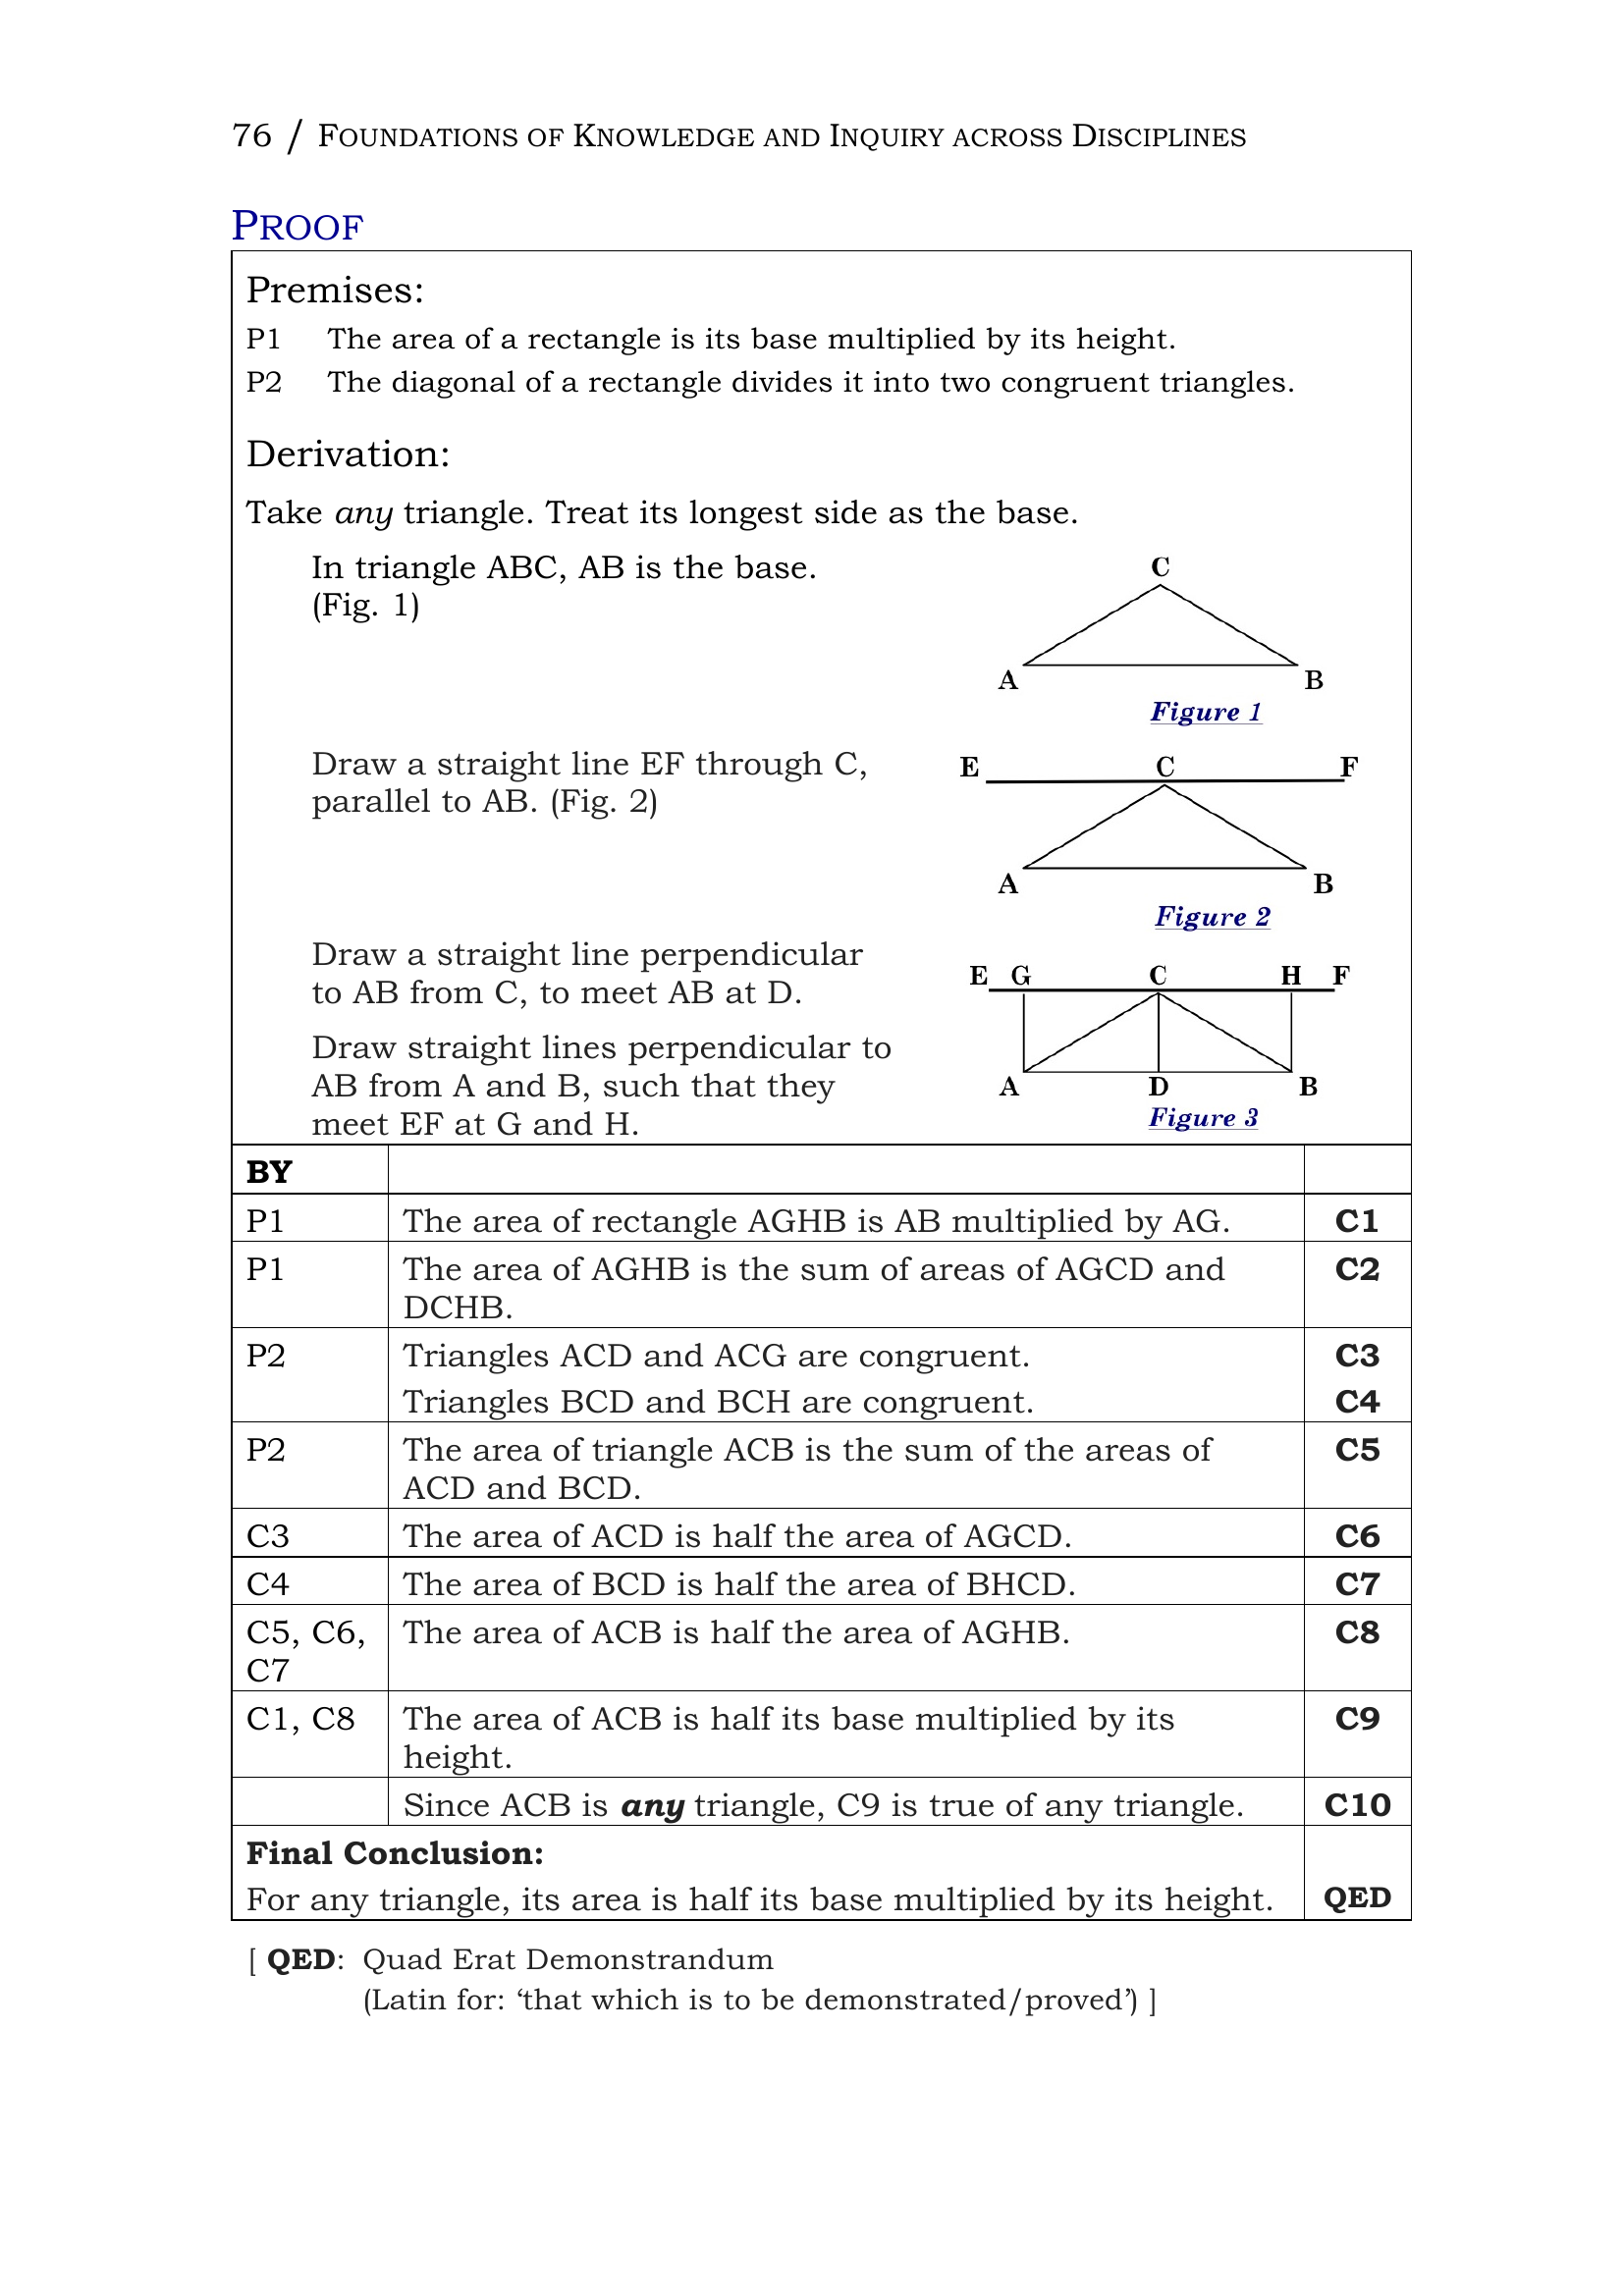 76 / FOUNDATIONS OF KNOWLEDGE AND INQUIRY ACROSS DISCIPLINES
PROOF
Premises:
P1 The area of a rectangle is its base multiplied by its height.
P2 The diagonal of a rectangle divides it into two congruent triangles.
Derivation:
Take any triangle. Treat its longest side as the base.
In triangle ABC, AB is the base.
(Fig. 1)
C
A B
Figure 1
Draw a straight line EF through C,
parallel to AB. (Fig. 2)
E C F
A B
Figure 2
Draw a straight line perpendicular
to AB from C, to meet AB at D.
Draw straight lines perpendicular to
AB from A and B, such that they
meet EF at G and H.
E G C H F
A D B
Figure 3
BY
P1 The area of rectangle AGHB is AB multiplied by AG. C1
P1 The area of AGHB is the sum of areas of AGCD and C2
DCHB.
P2 Triangles ACD and ACG are congruent. C3
Triangles BCD and BCH are congruent. C4
P2 The area of triangle ACB is the sum of the areas of C5
ACD and BCD.
C3 The area of ACD is half the area of AGCD. C6
C4 The area of BCD is half the area of BHCD. C7
C5, C6, The area of ACB is half the area of AGHB. C8
C7
C1, C8 The area of ACB is half its base multiplied by its C9
height.
Since ACB is any triangle, C9 is true of any triangle. C10
Final Conclusion:
For any triangle, its area is half its base multiplied by its height. QED
[ QED: Quad Erat Demonstrandum
(Latin for: ‘that which is to be demonstrated/proved’) ]